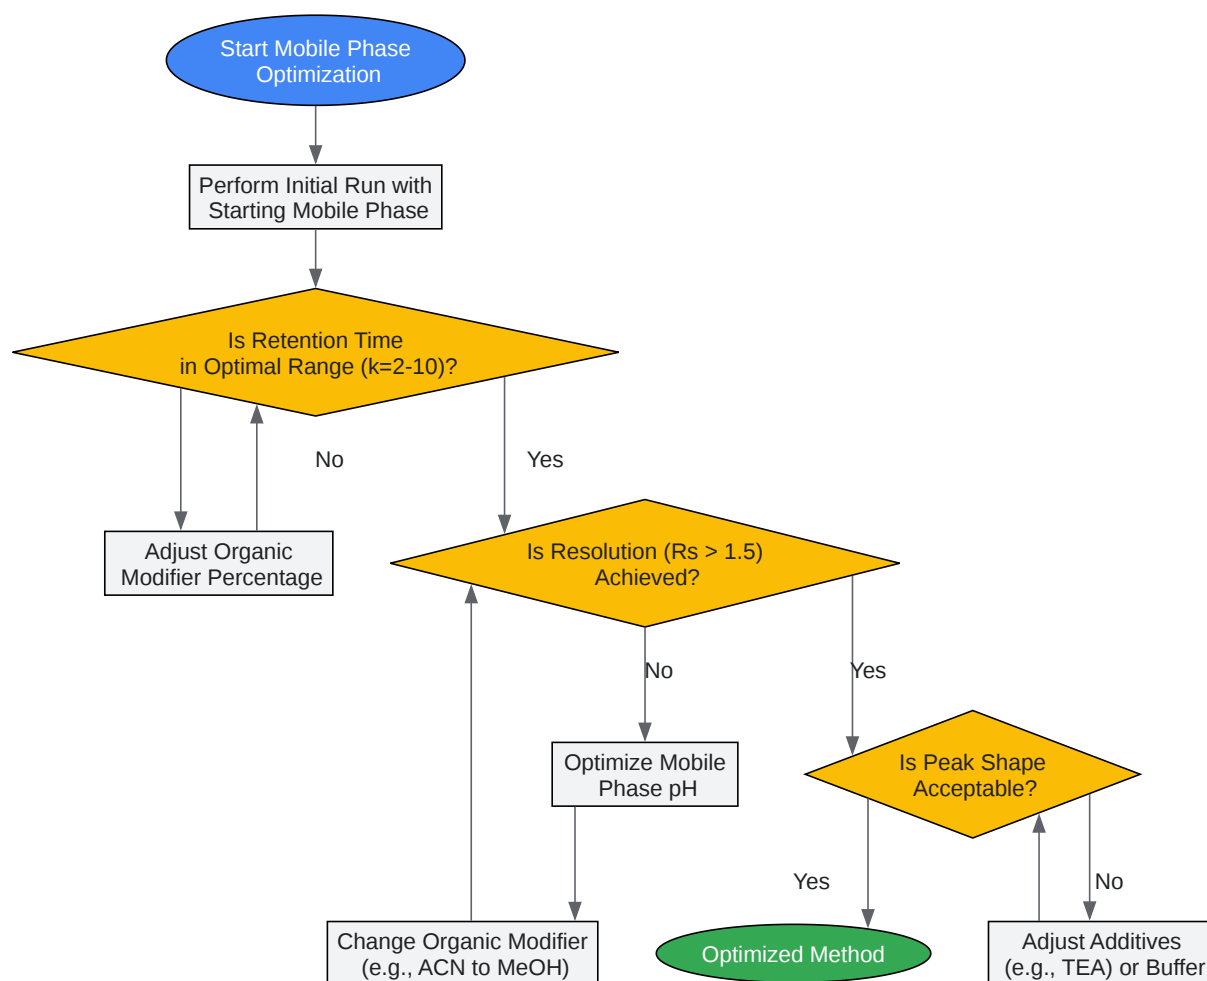 Start Mobile Phase
Optimization
Perform Initial Run with
Starting Mobile Phase
Is Retention Time
in Optimal Range (k=2-10)?
No
Yes
Adjust Organic
Modifier Percentage
Is Resolution (Rs > 1.5)
Achieved?
No
Yes
Optimize Mobile
Phase pH
Is Peak Shape
Acceptable?
Yes
No
Change Organic Modifier
(e.g., ACN to MeOH)
Optimized Method
Adjust Additives
(e.g., TEA) or Buffer